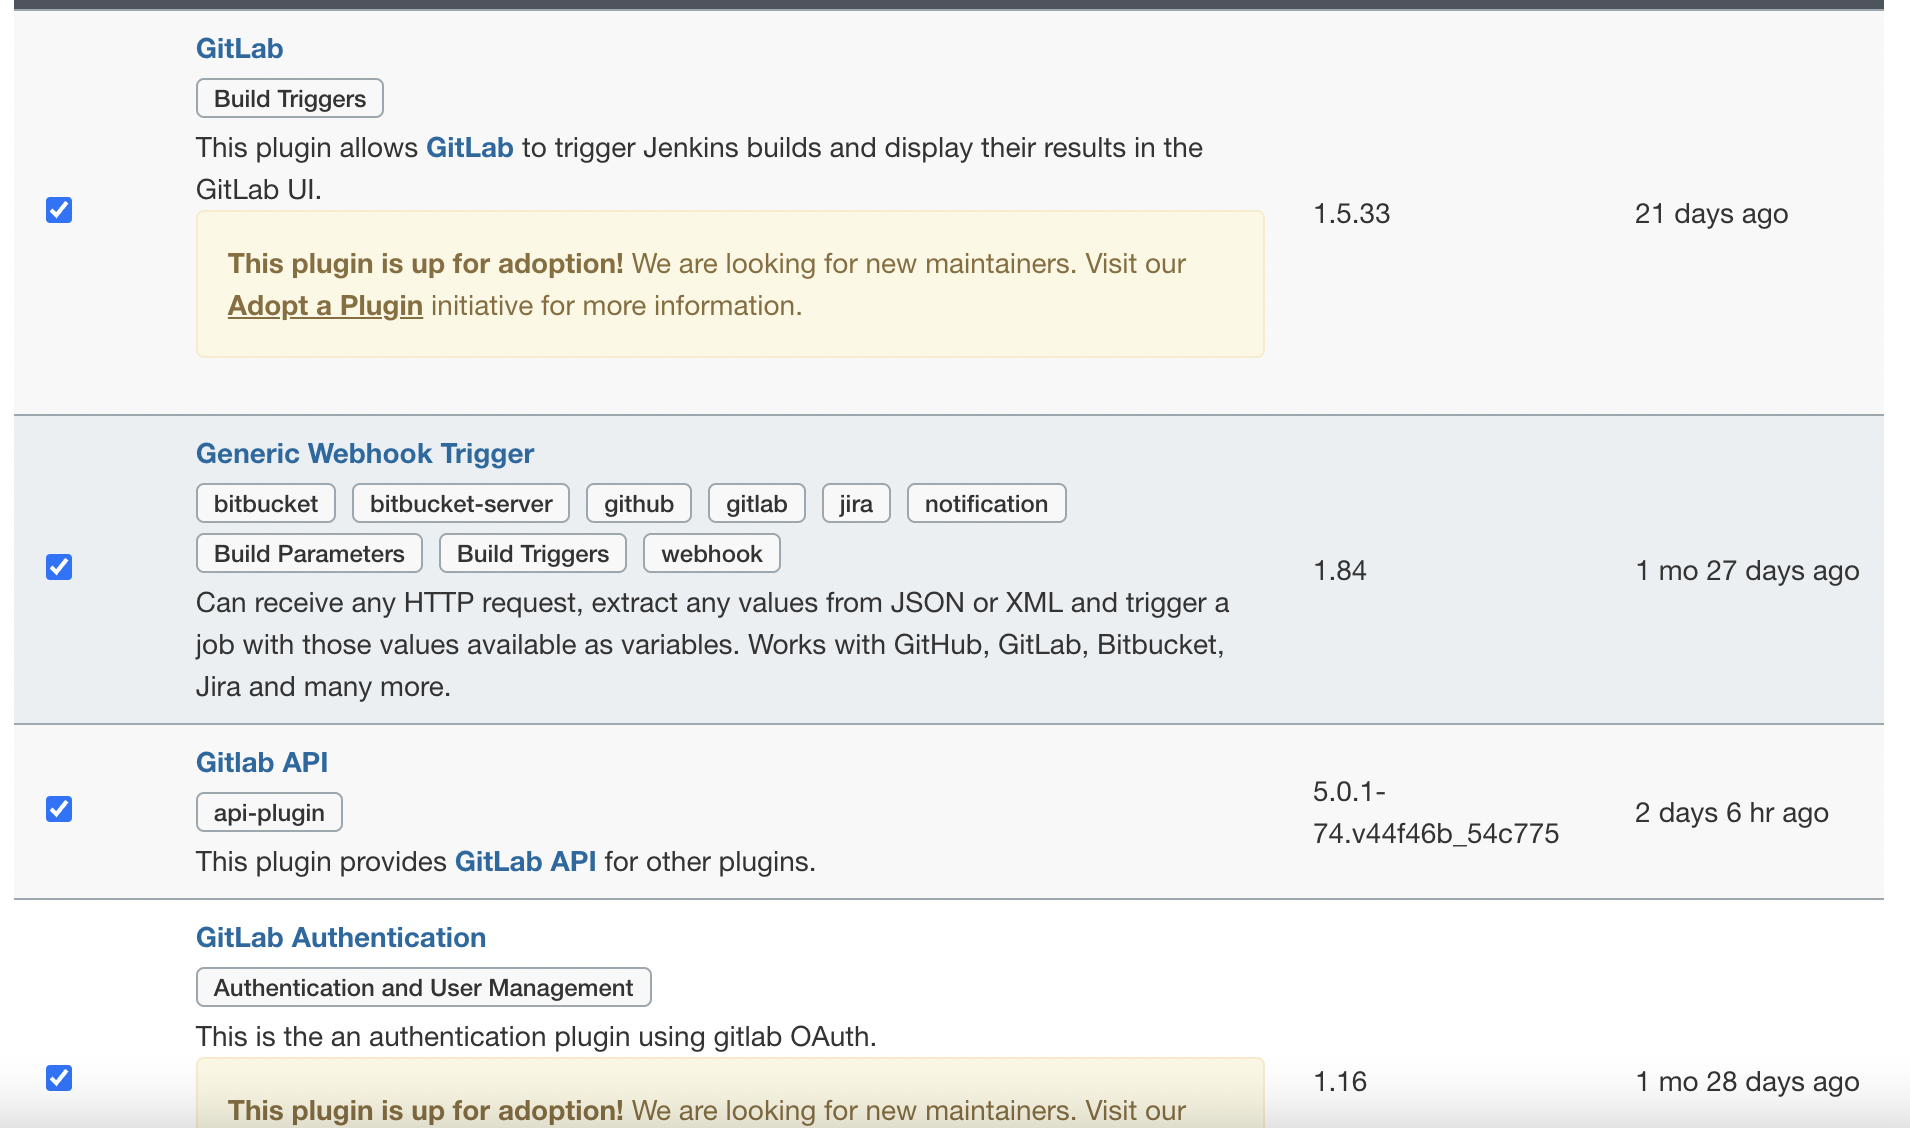 GitLab
Build Triggers
This plugin allows GitLab to trigger Jenkins builds and display their results in the
GitLab UI.
1.5.33
21 days ago
This plugin is up for adoption! We are looking for new maintainers. Visit our
Adopt a Plugin initiative for more information.
Generic Webhook Trigger
bitbucket bitbucket-server github gitlab jira notification
Build Parameters Build Triggers webhook
1.84
1 mo 27 days ago
Can receive any HTTP request, extract any values from JSON or XML and trigger a
job with those values available as variables. Works with GitHub, GitLab, Bitbucket,
Jira and many more.
Gitlab API
api-plugin
This plugin provides GitLab API for other plugins.
5.0.1-
74.v44f46b_54c775
2 days 6 hr ago
GitLab Authentication
Authentication and User Management
This is the an authentication plugin using gitlab OAuth.
1.16
1 mo 28 days ago
This plugin is up for adoption! We are looking for new maintainers. Visit our